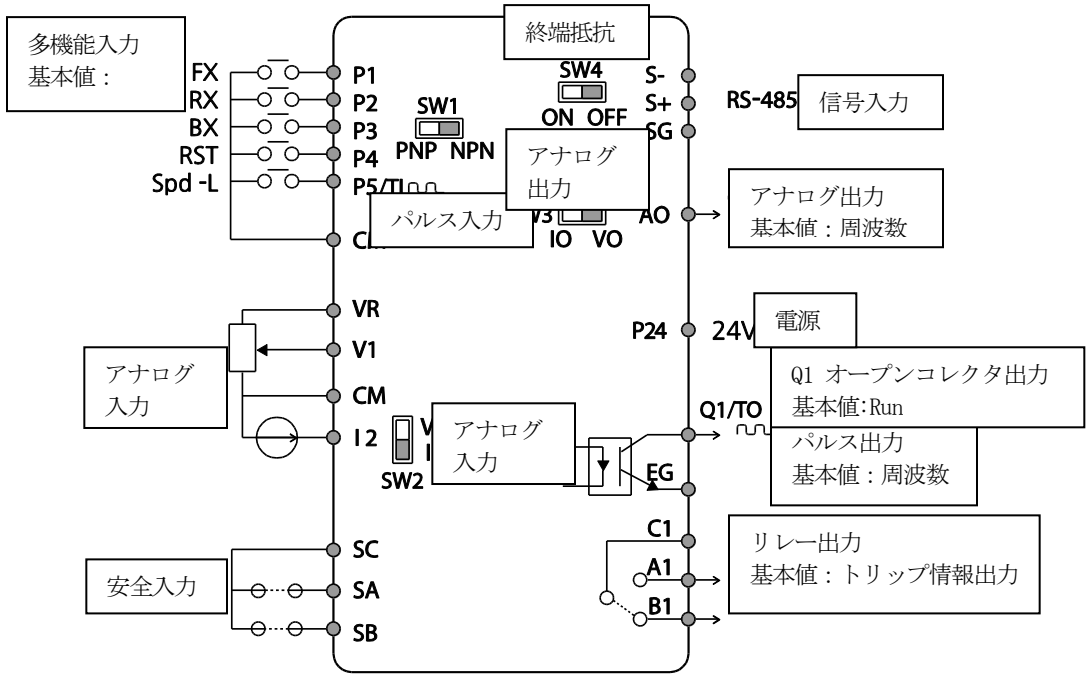 多機能入力
基本値：
FX
RX
BX
RST
Spd -L
P1
P2
P3
P4
P5/TI
SW1
PNP NPN
パルス入力
終端抵抗
SW4
ON OFF
アナログ
出力
IO VO
S-
S+
SG
AO
RS-485
信号入力
アナログ出力
基本値：周波数
VR
V1
CM
I2
アナログ
入力
SW2
アナログ
入力
P24
24V
電源
Q1/TO
EG
Q1 オープンコレクタ出力
基本値:Run
パルス出力
基本値：周波数
C1
A1
B1
リレー出力
基本値：トリップ情報出力
安全入力
SC
SA
SB